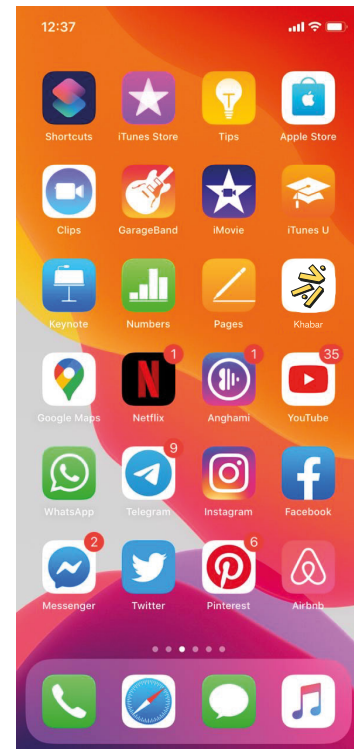 12:37
Shortcuts iTunes Store Tips Apple Store
Clips GarageBand iMovie iTunes U
Keynote Numbers Pages Khabar
1 1 35
Google Maps Netflix Anghami YouTube
9
WhatsApp Telegram Instagram Facebook
2 6
Messenger Twitter Pinterest Airbnb